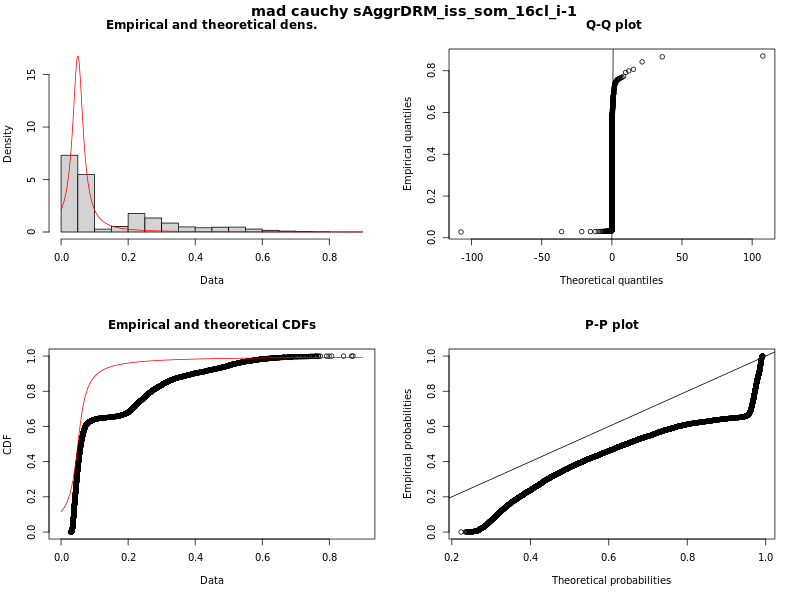 mad cauchy sAggrDRM_iss_som_16cl_i-1
Empirical and theoretical dens.
Density
0 5 10 15
0.0 0.2 0.4 0.6 0.8
Data
Q-Q plot
Empirical quantiles
0.0 0.2 0.4 0.6 0.8
-100 -50 0 50 100
Theoretical quantiles
Empirical and theoretical CDFs
CDF
0.0 0.2 0.4 0.6 0.8 1.0
0.0 0.2 0.4 0.6 0.8
Data
P-P plot
Empirical probabilities
0.0 0.2 0.4 0.6 0.8 1.0
0.2 0.4 0.6 0.8 1.0
Theoretical probabilities